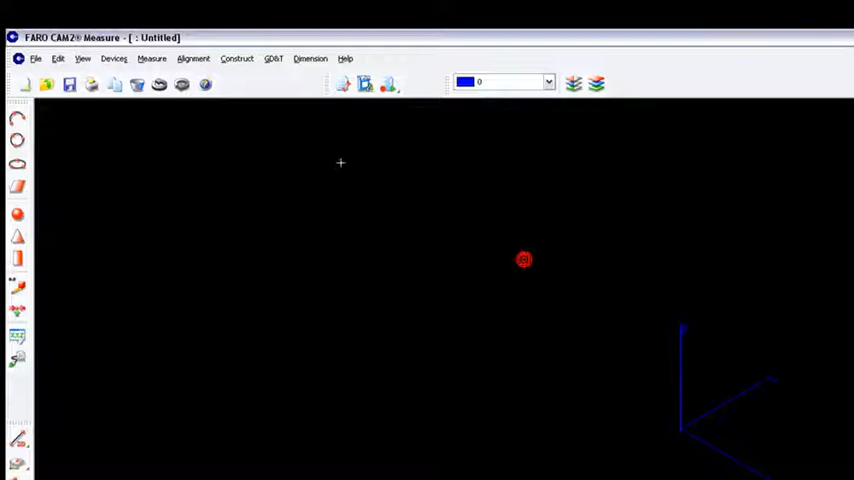 FARO CAM2® Measure - [ : Untitled]
File Edit View Devices Measure Alignment Construct GD&T Dimension Help
0